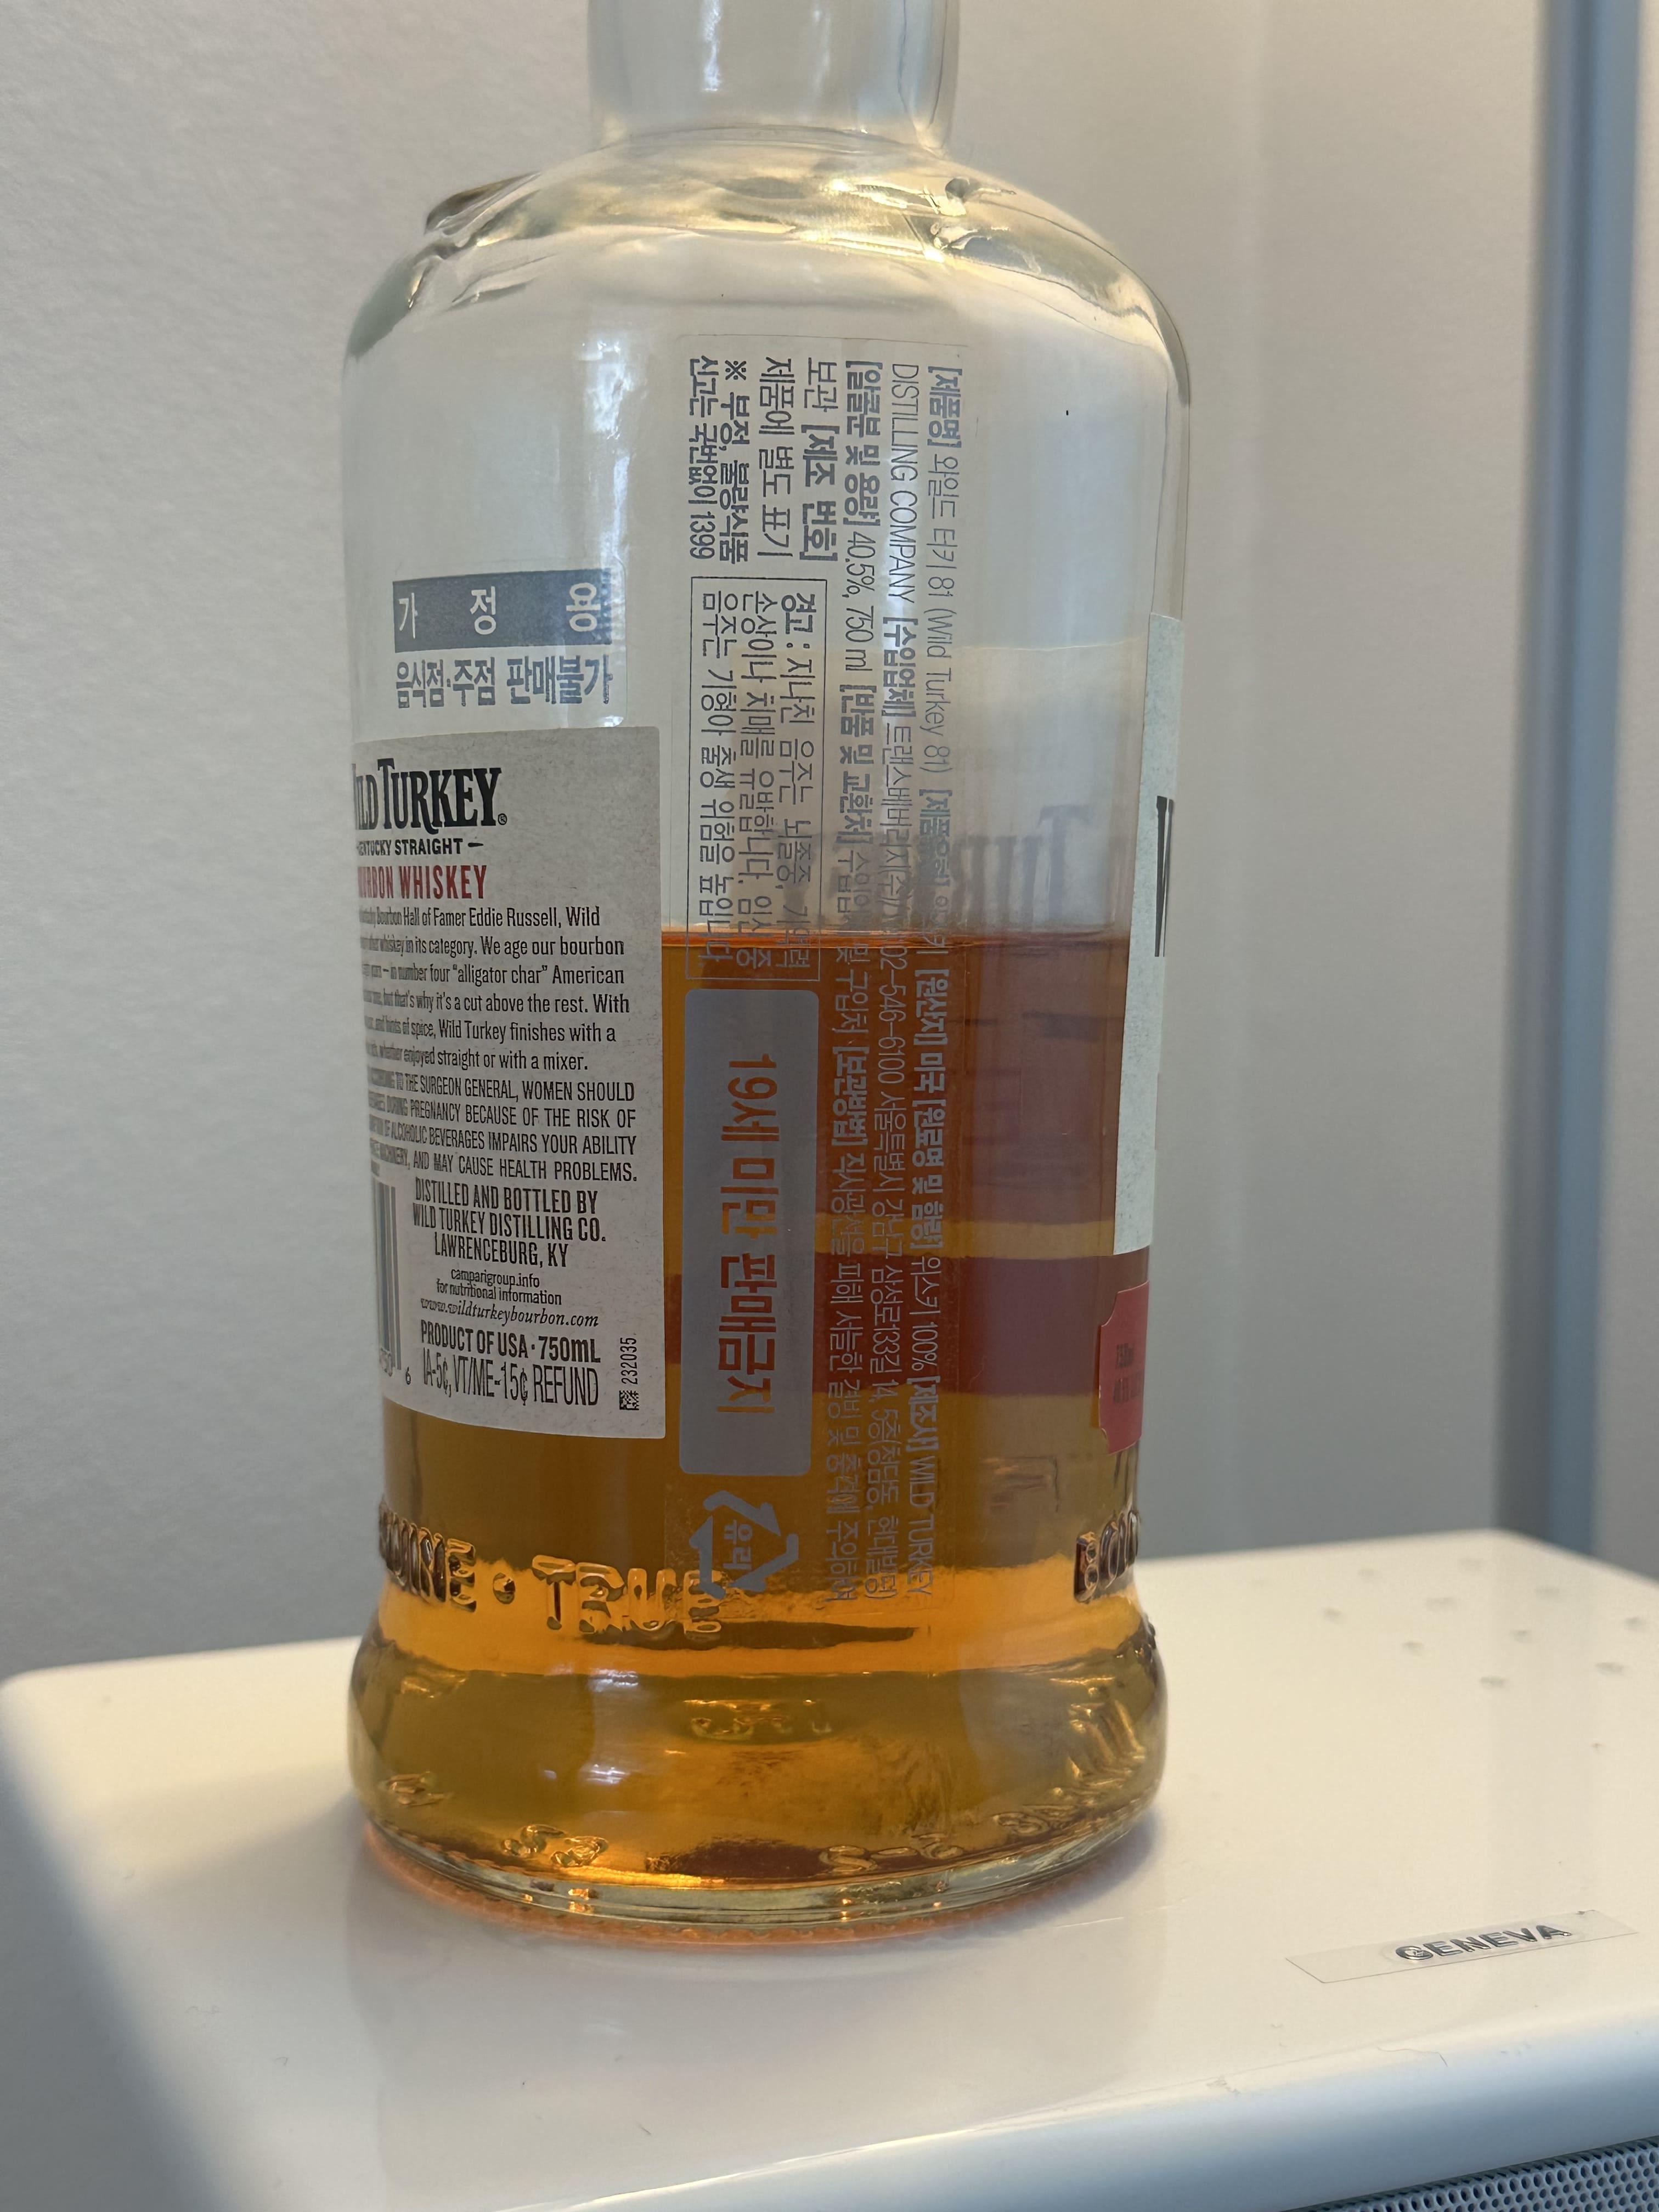 가 정 용
음식점·주점 판매불가
TURKEY®
KENTUCKY STRAIGHT
BOURBON WHISKEY
Bourbon Hall of Famer Eddie Russell, Wild
whiskey in its category. We age our bourbon
years – in number four “alligator char” American
but that's why it's a cut above the rest. With
and hints of spice, Wild Turkey finishes with a
whether enjoyed straight or with a mixer.
TO THE SURGEON GENERAL, WOMEN SHOULD
DURING PREGNANCY BECAUSE OF THE RISK OF
OF ALCOHOLIC BEVERAGES IMPAIRS YOUR ABILITY
MACHINERY, AND MAY CAUSE HEALTH PROBLEMS.
DISTILLED AND BOTTLED BY
WILD TURKEY DISTILLING CO.
LAWRENCEBURG, KY
camparigroup.info
for nutritional information
www.wildturkeybourbon.com
PRODUCT OF USA · 750mL
IA-5¢, VT/ME-15¢ REFUND
6
232035
[제품명] 와일드 터키 81 (Wild Turkey 81) [제품유형] 위스키 [원산지] 미국 [원료명 및 함량] 위스키 100% [제조사] WILD TURKEY
DISTILLING COMPANY [수입업체] 트랜스베버리지(주)/02-546-6100 서울특별시 강남구 삼성로133길 14, 5층(청담동, 현대빌딩)
[알콜분 및 용량] 40.5%, 750 ml [반품 및 교환처] 수입업체 및 구입처 [보관방법] 직사광선을 피해 서늘한 곳 및 충격에 주의하여
보관 [제조 번호]
제품에 별도 표기
※ 부정, 불량식품
신고는 국번없이 1399
경고 : 지나친 음주는 뇌졸중, 기억력
손상이나 치매를 유발합니다. 임신 중
음주는 기형아 출생 위험을 높입니다
19세 미만 판매금지
유리
TRUE
GENEVA